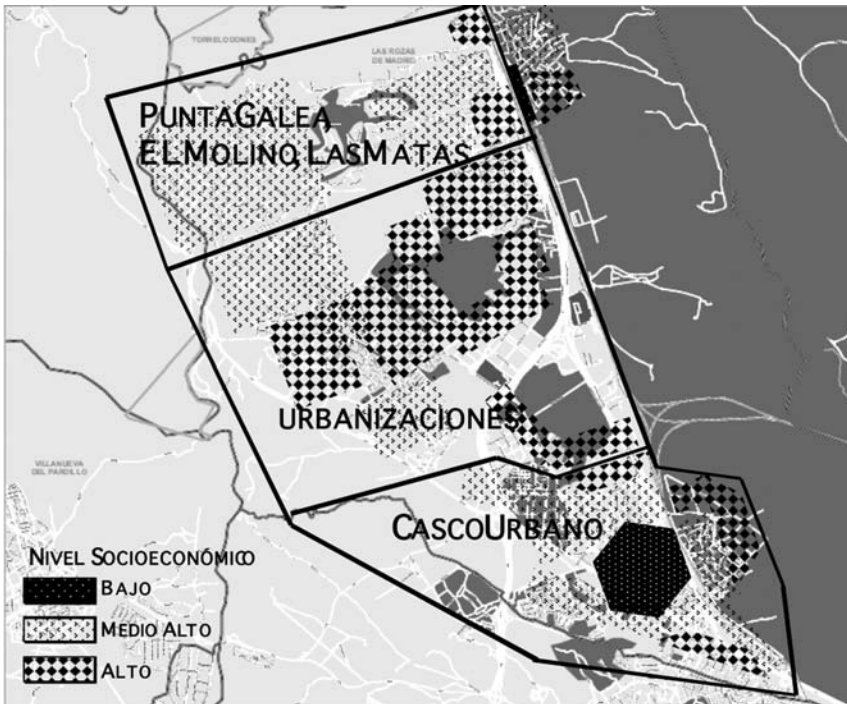 TORRELODONES
LAS ROZAS
DE MADRID
PUNTAGALEA,
ELMOLINO, LASMATAS
URBANIZACIONES
VILLANUEVA
DEL PARDILLO
CASCOURBANO
NIVEL SOCIOECONÓMICO
BAJO
MEDIO ALTO
ALTO